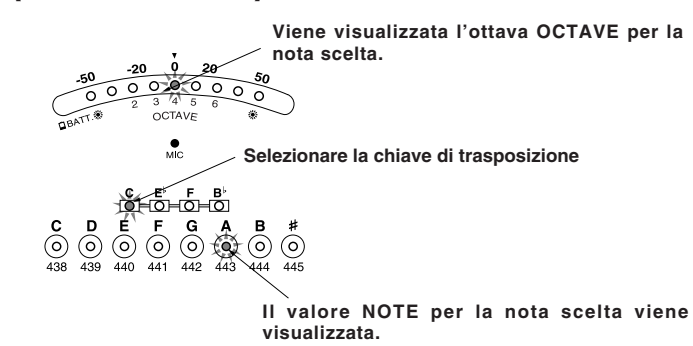 Viene visualizzata l'ottava OCTAVE per la
nota scelta.
-50 -20 0 20 50
2 3 4 5 6
BATT.
OCTAVE
MIC
Selezionare la chiave di trasposizione
C E♭ F B♭
C D E F G A B #
438 439 440 441 442 443 444 445
Il valore NOTE per la nota scelta viene
visualizzata.